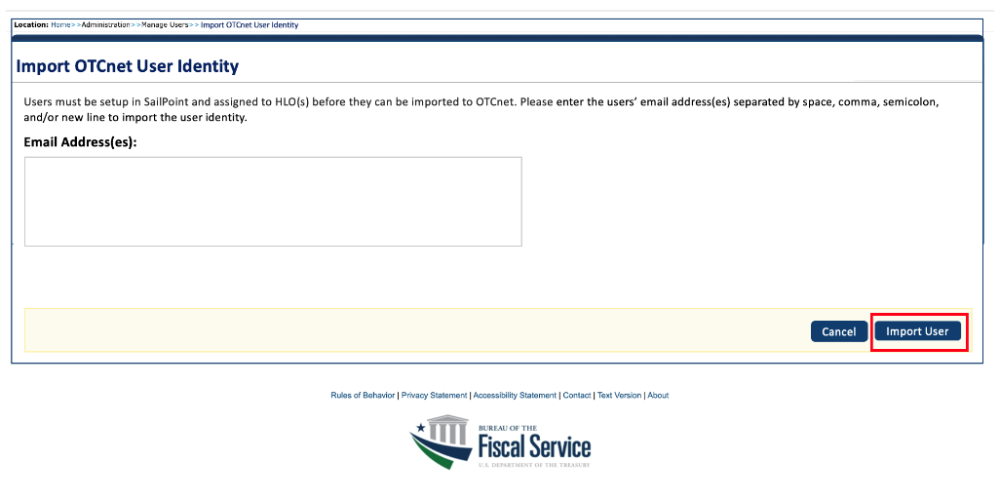 Location: Home>>Administration>>Manage Users>> Import OTCnet User Identity
Import OTCnet User Identity
Users must be setup in SailPoint and assigned to HLO(s) before they can be imported to OTCnet. Please enter the users’ email address(es) separated by space, comma, semicolon,
and/or new line to import the user identity.
Email Address(es):
Cancel Import User
Rules of Behavior | Privacy Statement | Accessibility Statement | Contact | Text Version | About
BUREAU OF THE
Fiscal Service
U.S. DEPARTMENT OF THE TREASURY